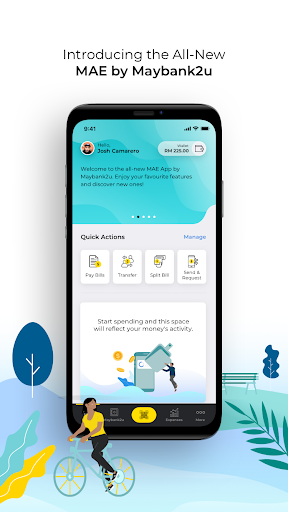 Introducing the All-New
MAE by Maybank2u
9:41
Hello,
Josh Camarero
Wallet
RM 225.00
Welcome to the all-new MAE App by
Maybank2u. Enjoy your favourite features
and discover new ones!
Quick Actions
Manage
Pay Bills
Transfer
Split Bill
Send &
Request
Start spending and this space
will reflect your money's activity.
Maybank2u
Expenses
More